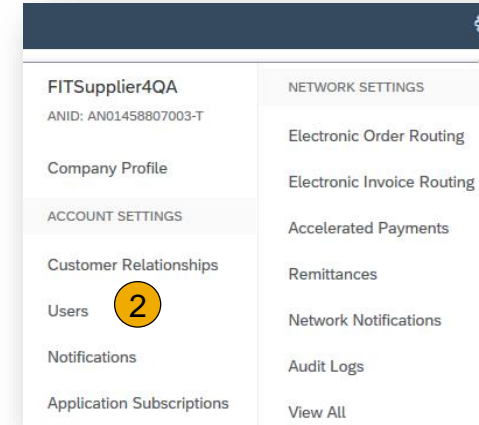 FITSupplier4QA
ANID: AN01458807003-T
Company Profile
ACCOUNT SETTINGS
Customer Relationships
Users 2
Notifications
Application Subscriptions
NETWORK SETTINGS
Electronic Order Routing
Electronic Invoice Routing
Accelerated Payments
Remittances
Network Notifications
Audit Logs
View All